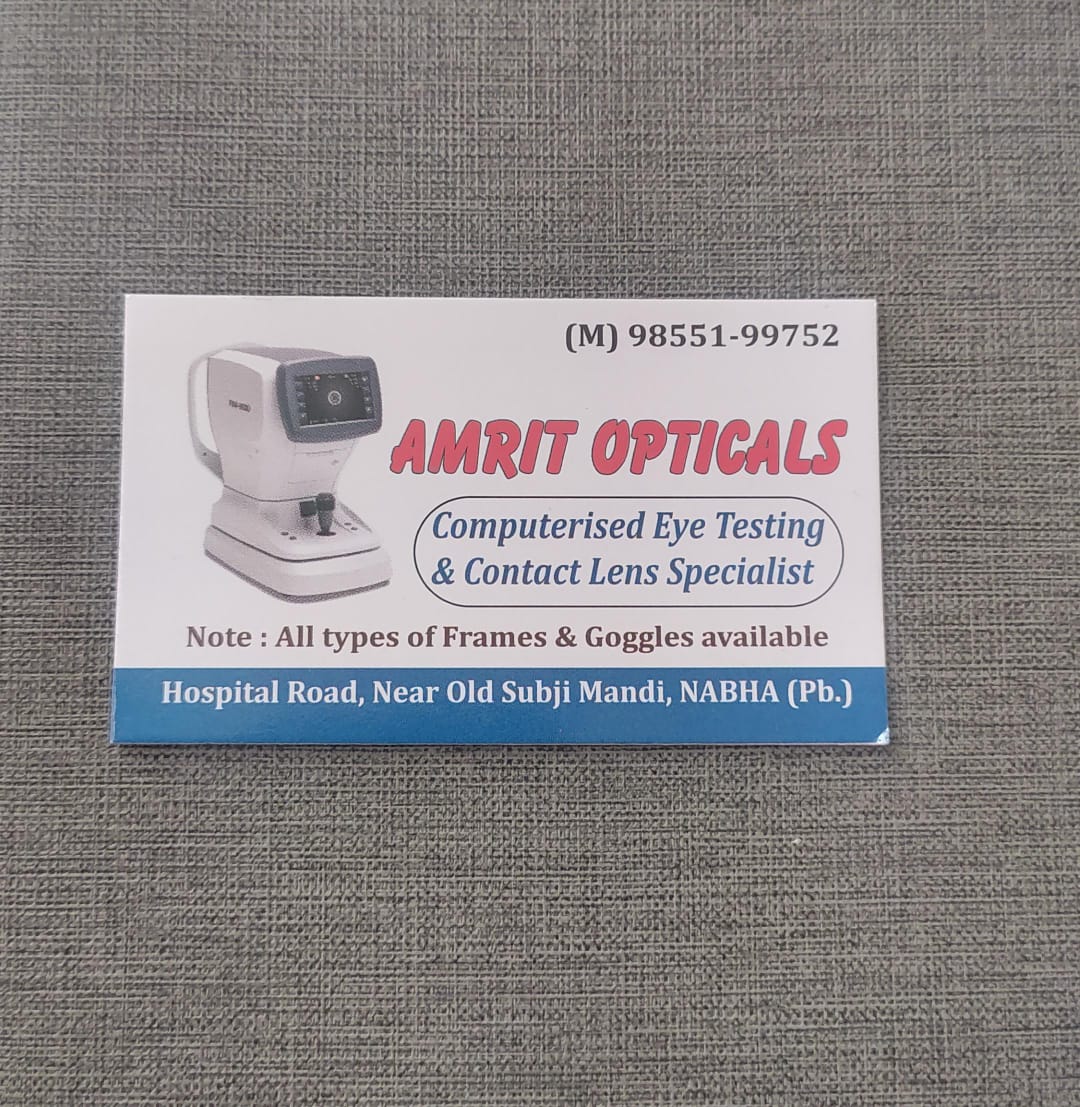 (M) 98551-99752
AMRIT OPTICALS
Computerised Eye Testing
& Contact Lens Specialist
Note : All types of Frames & Goggles available
Hospital Road, Near Old Subji Mandi, NABHA (Pb.)